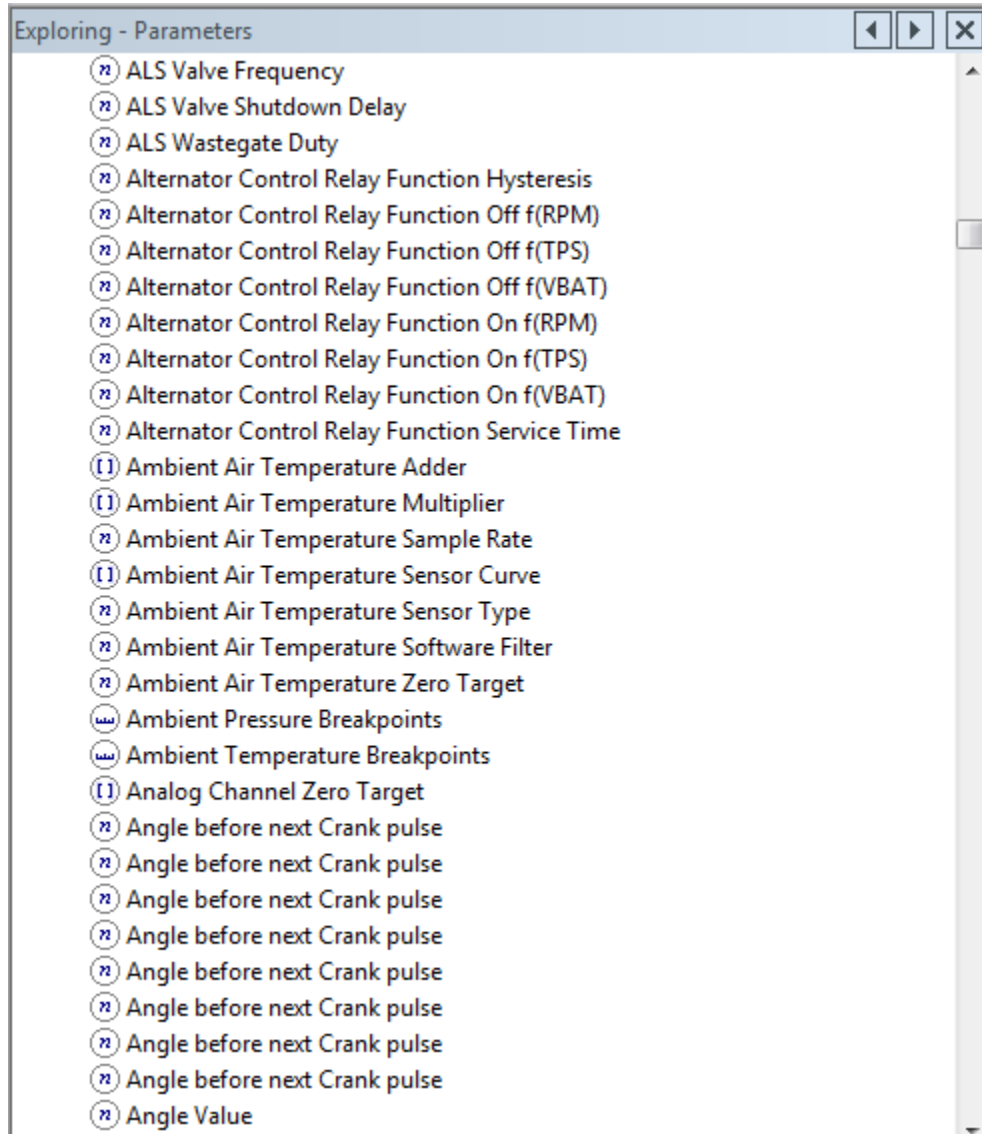 Exploring - Parameters
ALS Valve Frequency
ALS Valve Shutdown Delay
ALS Wastegate Duty
Alternator Control Relay Function Hysteresis
Alternator Control Relay Function Off f(RPM)
Alternator Control Relay Function Off f(TPS)
Alternator Control Relay Function Off f(VBAT)
Alternator Control Relay Function On f(RPM)
Alternator Control Relay Function On f(TPS)
Alternator Control Relay Function On f(VBAT)
Alternator Control Relay Function Service Time
Ambient Air Temperature Adder
Ambient Air Temperature Multiplier
Ambient Air Temperature Sample Rate
Ambient Air Temperature Sensor Curve
Ambient Air Temperature Sensor Type
Ambient Air Temperature Software Filter
Ambient Air Temperature Zero Target
Ambient Pressure Breakpoints
Ambient Temperature Breakpoints
Analog Channel Zero Target
Angle before next Crank pulse
Angle before next Crank pulse
Angle before next Crank pulse
Angle before next Crank pulse
Angle before next Crank pulse
Angle before next Crank pulse
Angle before next Crank pulse
Angle before next Crank pulse
Angle Value